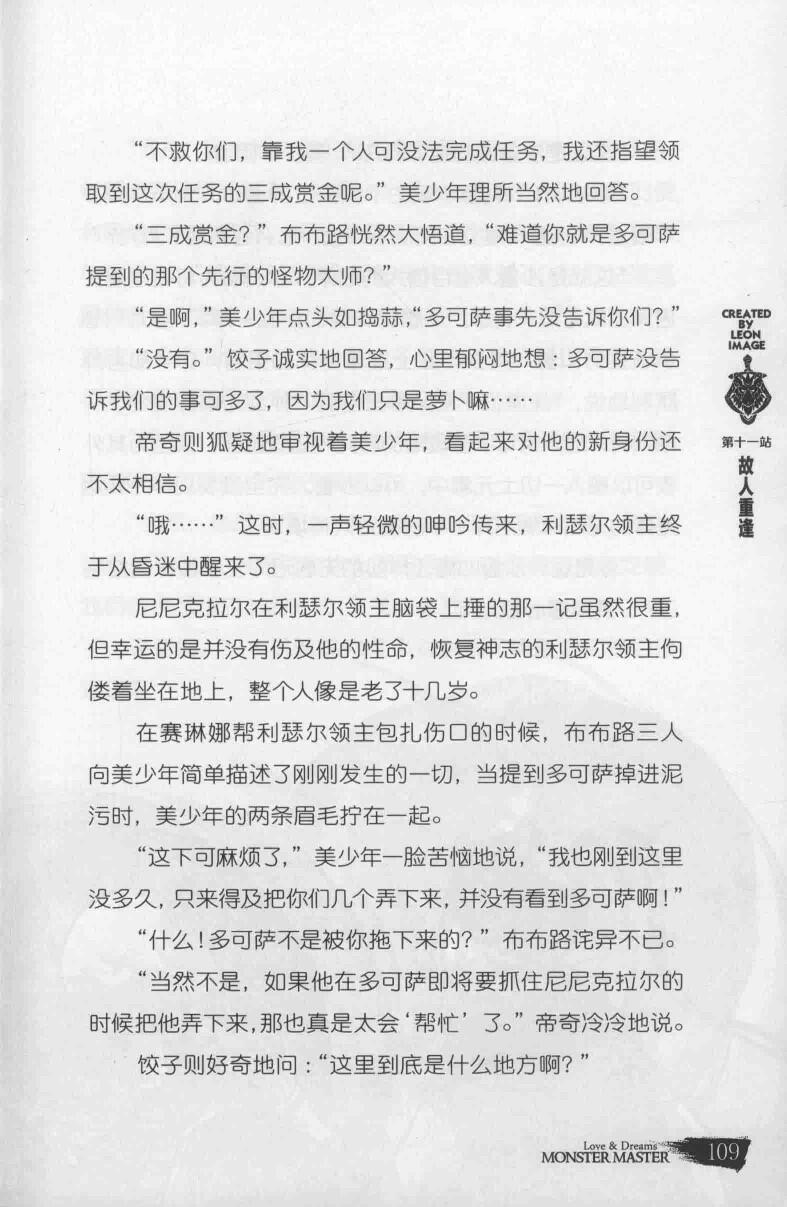 “不救你们，靠我一个人可没法完成任务，我还指望领
取到这次任务的三成赏金呢。”美少年理所当然地回答。
“三成赏金？”布布路恍然大悟道，“难道你就是多可萨
提到的那个先行的怪物大师？”
“是啊，”美少年点头如捣蒜，“多可萨事先没告诉你们？”
“没有。”饺子诚实地回答，心里郁闷地想：多可萨没告
诉我们的事可多了，因为我们只是萝卜嘛……
帝奇则狐疑地审视着美少年，看起来对他的新身份还
不太相信。
“哦……”这时，一声轻微的呻吟传来，利瑟尔领主终
于从昏迷中醒来了。
尼尼克拉尔在利瑟尔领主脑袋上捶的那一记虽然很重，
但幸运的是并没有伤及他的性命，恢复神志的利瑟尔领主佝
偻着坐在地上，整个人像是老了十几岁。
在赛琳娜帮利瑟尔领主包扎伤口的时候，布布路三人
向美少年简单描述了刚刚发生的一切，当提到多可萨掉进泥
污时，美少年的两条眉毛拧在一起。
“这下可麻烦了，”美少年一脸苦恼地说，“我也刚到这里
没多久，只来得及把你们几个弄下来，并没有看到多可萨啊！”
“什么！多可萨不是被你拖下来的？”布布路诧异不已。
“当然不是，如果他在多可萨即将要抓住尼尼克拉尔的
时候把他弄下来，那也真是太会‘帮忙’了。”帝奇冷冷地说。
饺子则好奇地问：“这里到底是什么地方啊？”
CREATED
BY
LEON
IMAGE
第十一站
故人重逢
Love & Dreams
MONSTER MASTER
109